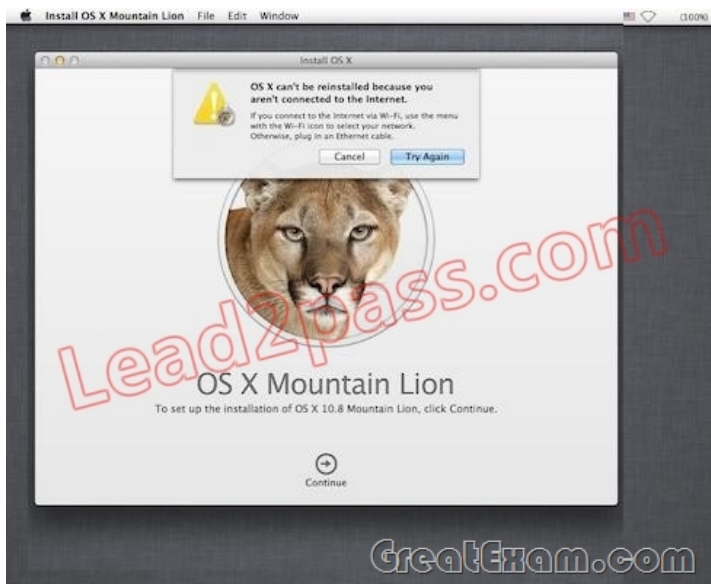 Install OS X Mountain Lion File Edit Window (100%)
Install OS X
OS X can't be reinstalled because you
aren't connected to the Internet.
If you connect to the Internet via Wi-Fi, use the menu
with the Wi-Fi icon to select your network.
Otherwise, plug in an Ethernet cable.
Cancel Try Again
Lead2pass.com
OS X Mountain Lion
To set up the installation of OS X 10.8 Mountain Lion, click Continue.
Continue
GreatExam.com